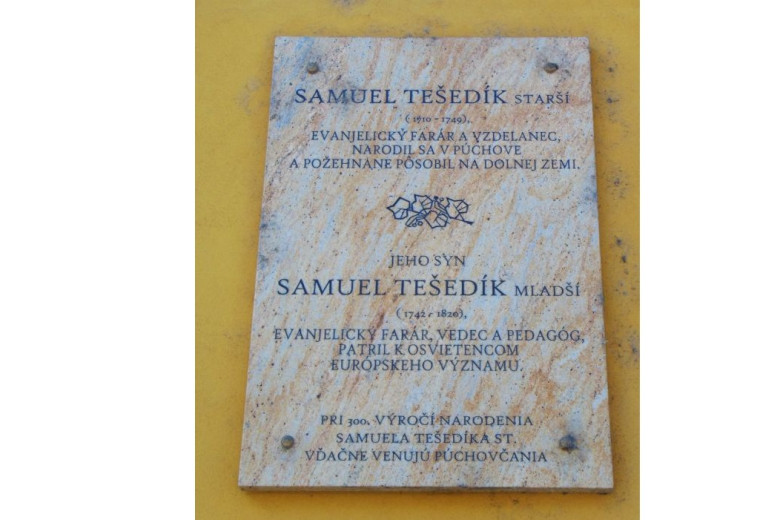 SAMUEL TEŠEDÍK STARŠÍ
(1710 - 1749),
EVANJELICKÝ FARÁR A VZDELANEC,
NARODIL SA V PÚCHOVE
A POŽEHNANE PÔSOBIL NA DOLNEJ ZEMI.
JEHO SYN
SAMUEL TEŠEDÍK MLADŠÍ
(1742 - 1820),
EVANJELICKÝ FARÁR, VEDEC A PEDAGÓG,
PATRIL K OSVIETENCOM
EURÓPSKEHO VÝZNAMU.
PRI 300. VÝROČÍ NARODENIA
SAMUELA TEŠEDÍKA ST.
VĎAČNE VENUJÚ PÚCHOVČANIA